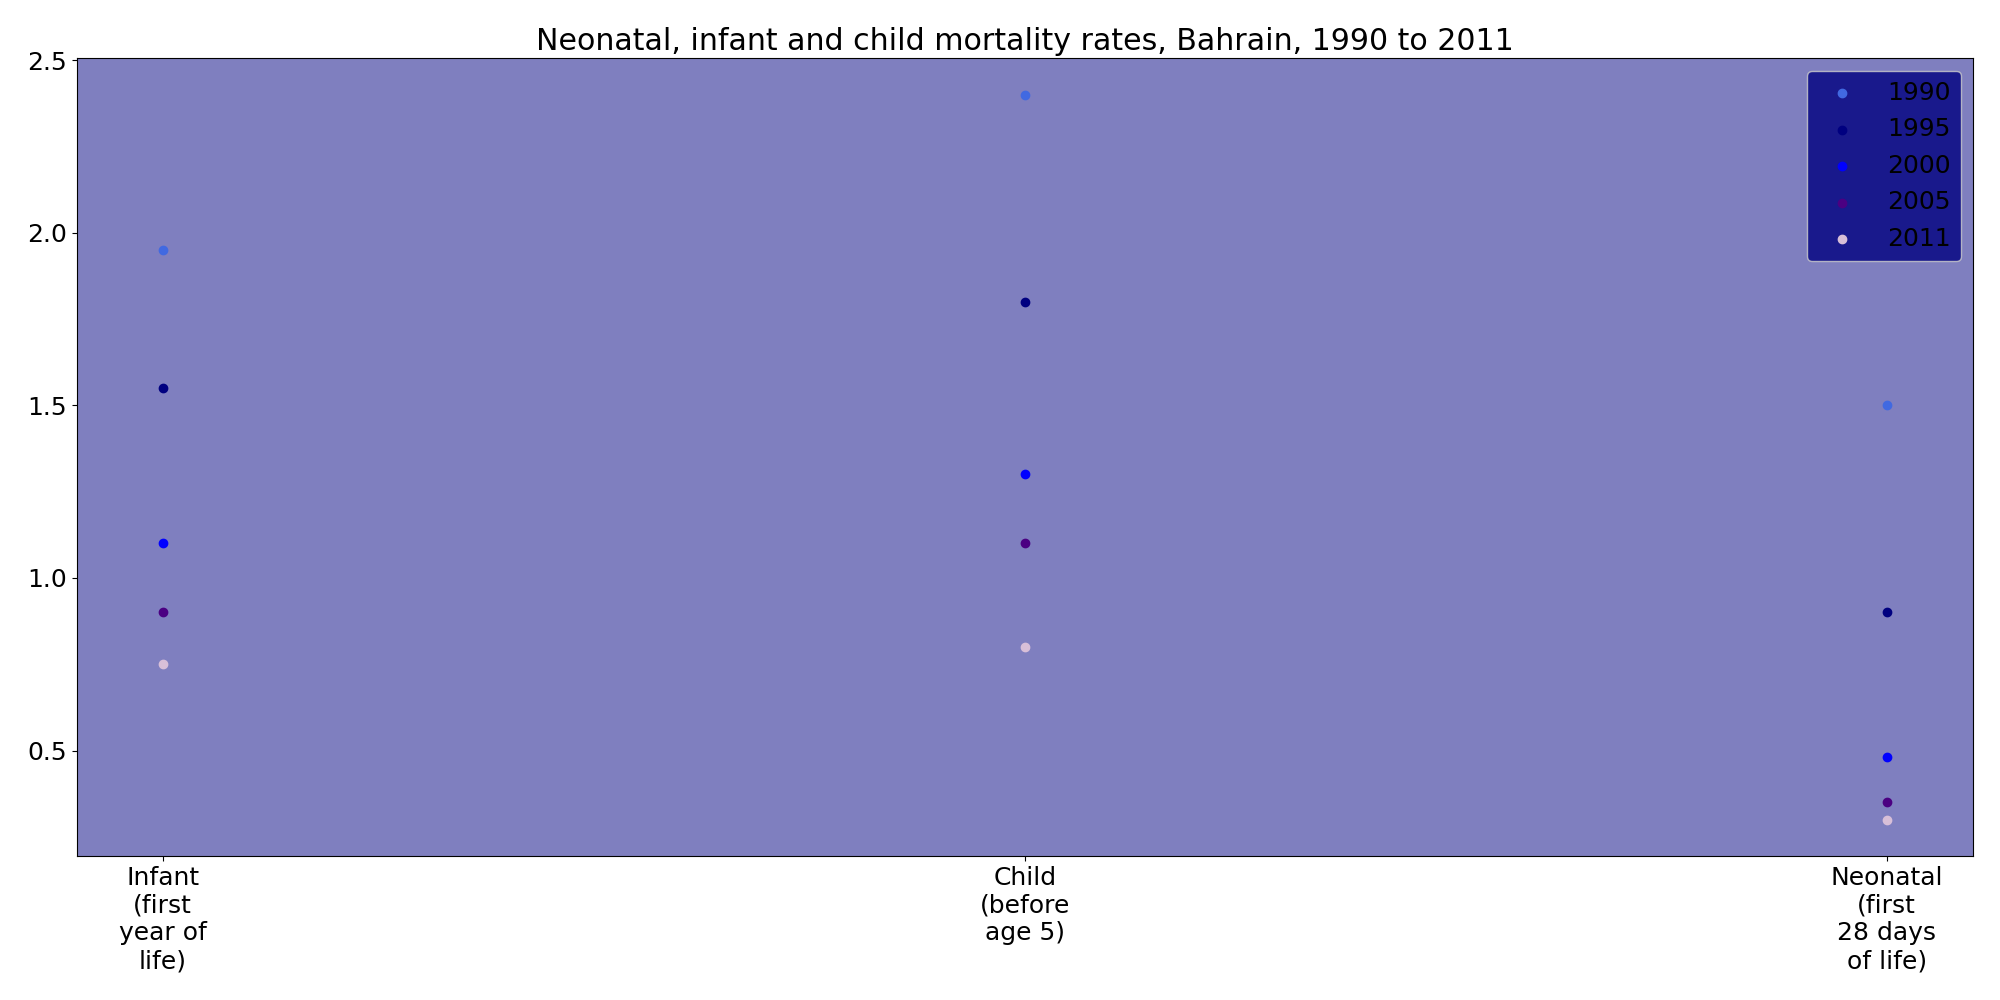 Neonatal, infant and child mortality rates, Bahrain, 1990 to 2011
2.5
2.0
1.5
1.0
0.5
1990
1995
2000
2005
2011
Infant
(first
year of
life)
Child
(before
age 5)
Neonatal
(first
28 days
of life)